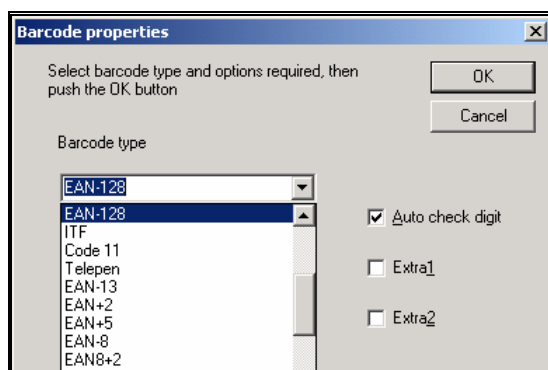 Barcode properties
Select barcode type and options required, then
push the OK button
OK
Cancel
Barcode type
EAN-128
EAN-128
ITF
Code 11
Telepen
EAN-13
EAN+2
EAN+5
EAN-8
EAN8+2
Auto check digit
Extra1
Extra2